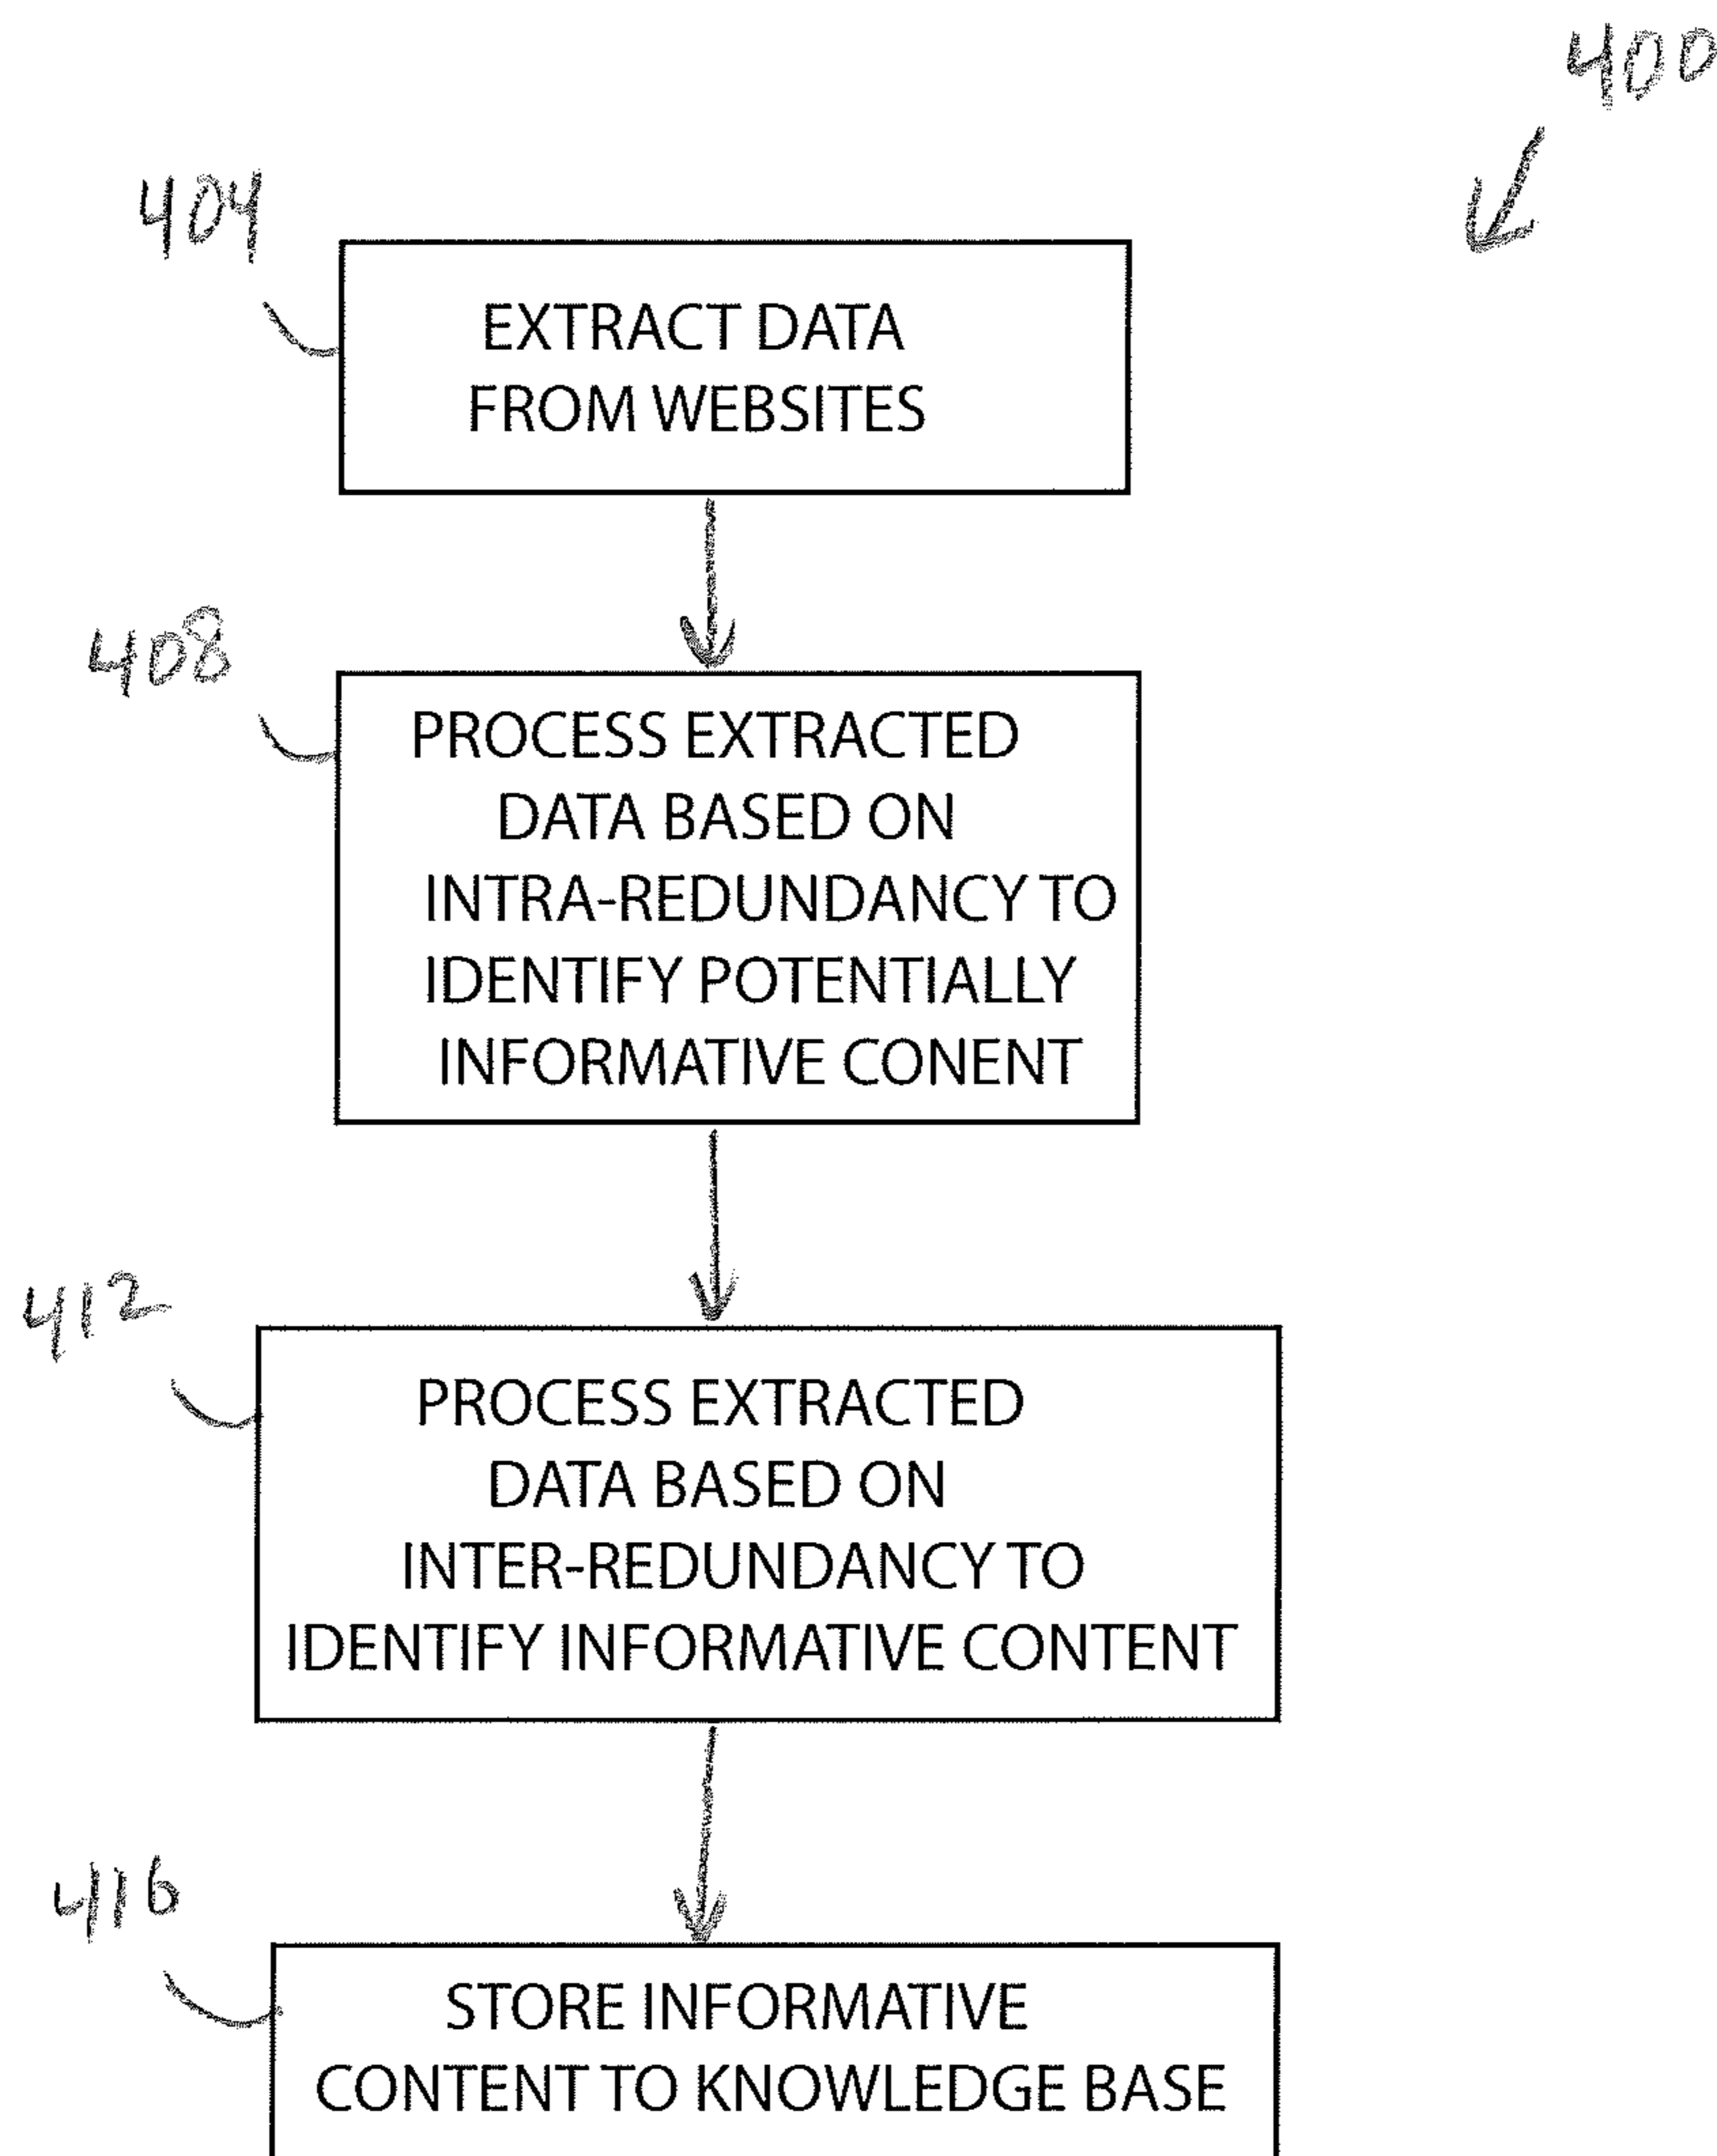 400
404
EXTRACT DATA
FROM WEBSITES
408
PROCESS EXTRACTED
DATA BASED ON
INTRA-REDUNDANCY TO
IDENTIFY POTENTIALLY
INFORMATIVE CONENT
412
PROCESS EXTRACTED
DATA BASED ON
INTER-REDUNDANCY TO
IDENTIFY INFORMATIVE CONTENT
416
STORE INFORMATIVE
CONTENT TO KNOWLEDGE BASE